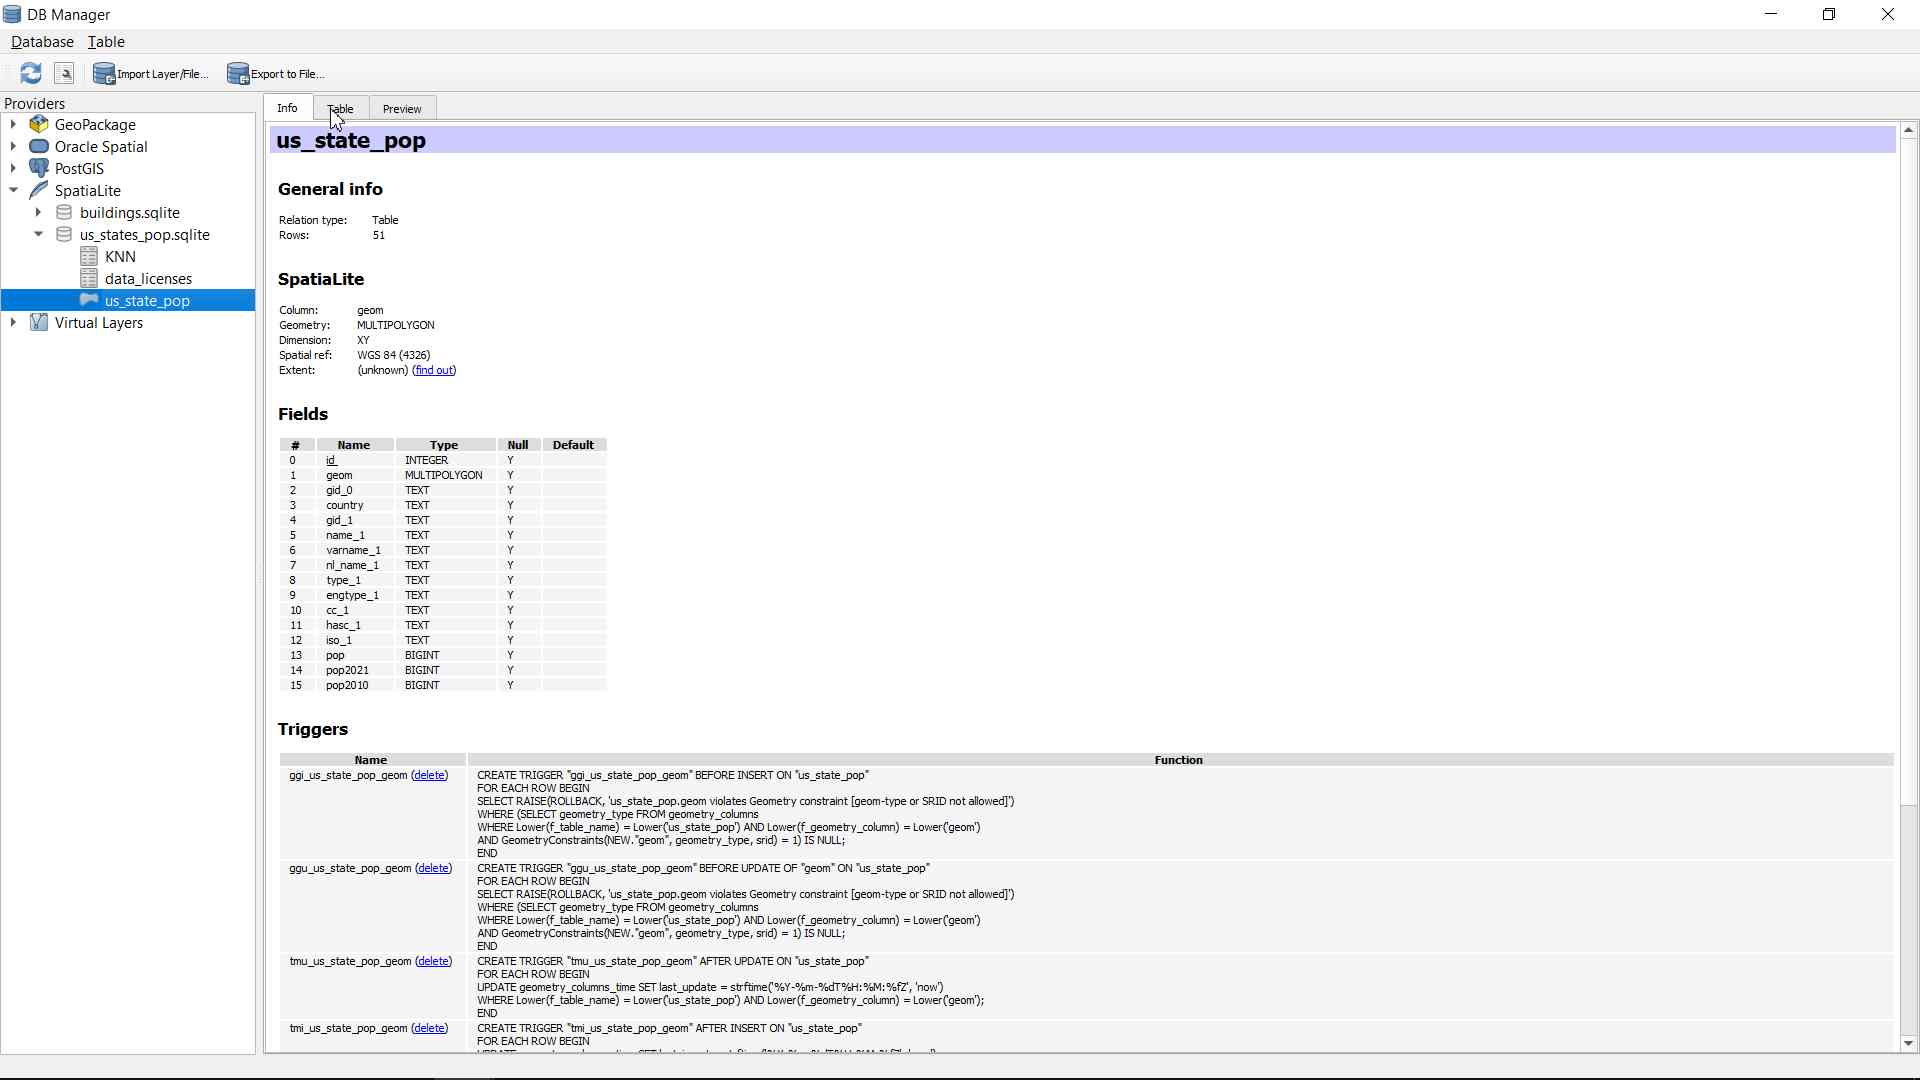 DB Manager
Database Table
Import Layer/File... Export to File...
Providers
GeoPackage
Oracle Spatial
PostGIS
SpatiaLite
buildings.sqlite
us_states_pop.sqlite
KNN
data_licenses
us_state_pop
Virtual Layers
Info Table Preview
us_state_pop
General info
Relation type: Table
Rows: 51
SpatiaLite
Column: geom
Geometry: MULTIPOLYGON
Dimension: XY
Spatial ref: WGS 84 (4326)
Extent: (unknown) (find out)
Fields
# Name Type Null Default
0 id_ INTEGER Y
1 geom MULTIPOLYGON Y
2 gid_0 TEXT Y
3 country TEXT Y
4 gid_1 TEXT Y
5 name_1 TEXT Y
6 varname_1 TEXT Y
7 nl_name_1 TEXT Y
8 type_1 TEXT Y
9 engtype_1 TEXT Y
10 cc_1 TEXT Y
11 hasc_1 TEXT Y
12 iso_1 TEXT Y
13 pop BIGINT Y
14 pop2021 BIGINT Y
15 pop2010 BIGINT Y
Triggers
Name Function
ggi_us_state_pop_geom (delete) CREATE TRIGGER "ggi_us_state_pop_geom" BEFORE INSERT ON "us_state_pop"
FOR EACH ROW BEGIN
SELECT RAISE(ROLLBACK, 'us_state_pop.geom violates Geometry constraint [geom-type or SRID not allowed]')
WHERE (SELECT geometry_type FROM geometry_columns
WHERE Lower(f_table_name) = Lower('us_state_pop') AND Lower(f_geometry_column) = Lower('geom')
AND GeometryConstraints(NEW."geom", geometry_type, srid) = 1) IS NULL;
END
ggu_us_state_pop_geom (delete) CREATE TRIGGER "ggu_us_state_pop_geom" BEFORE UPDATE OF "geom" ON "us_state_pop"
FOR EACH ROW BEGIN
SELECT RAISE(ROLLBACK, 'us_state_pop.geom violates Geometry constraint [geom-type or SRID not allowed]')
WHERE (SELECT geometry_type FROM geometry_columns
WHERE Lower(f_table_name) = Lower('us_state_pop') AND Lower(f_geometry_column) = Lower('geom')
AND GeometryConstraints(NEW."geom", geometry_type, srid) = 1) IS NULL;
END
tmu_us_state_pop_geom (delete) CREATE TRIGGER "tmu_us_state_pop_geom" AFTER UPDATE ON "us_state_pop"
FOR EACH ROW BEGIN
UPDATE geometry_columns_time SET last_update = strftime('%Y-%m-%dT%H:%M:%fZ', 'now')
WHERE Lower(f_table_name) = Lower('us_state_pop') AND Lower(f_geometry_column) = Lower('geom');
END
tmi_us_state_pop_geom (delete) CREATE TRIGGER "tmi_us_state_pop_geom" AFTER INSERT ON "us_state_pop"
FOR EACH ROW BEGIN